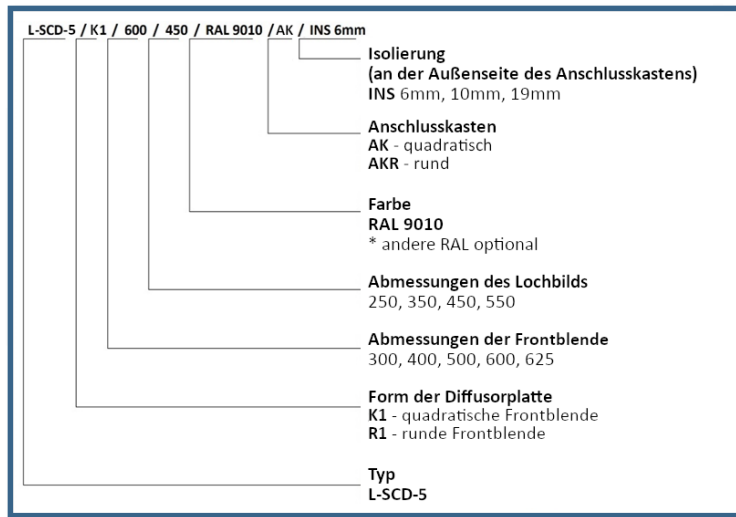 L-SCD-5 / K1 / 600 / 450 / RAL 9010 / AK / INS 6mm
Isolierung
(an der Außenseite des Anschlusskastens)
INS 6mm, 10mm, 19mm
Anschlusskasten
AK - quadratisch
AKR - rund
Farbe
RAL 9010
* andere RAL optional
Abmessungen des Lochbilds
250, 350, 450, 550
Abmessungen der Frontblende
300, 400, 500, 600, 625
Form der Diffusorplatte
K1 - quadratische Frontblende
R1 - runde Frontblende
Typ
L-SCD-5